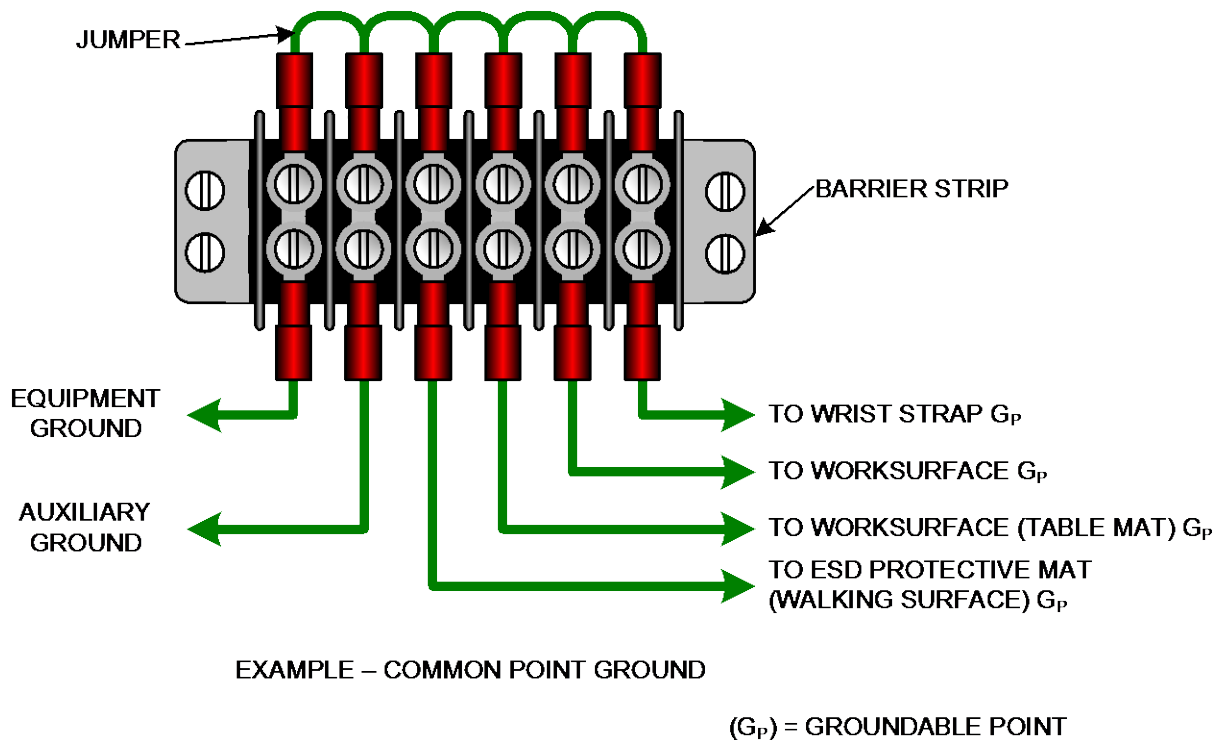 JUMPER
BARRIER STRIP
EQUIPMENT
GROUND
AUXILIARY
GROUND
TO WRIST STRAP GP
TO WORKSURFACE GP
TO WORKSURFACE (TABLE MAT) GP
TO ESD PROTECTIVE MAT
(WALKING SURFACE) GP
EXAMPLE – COMMON POINT GROUND
(GP) = GROUNDABLE POINT